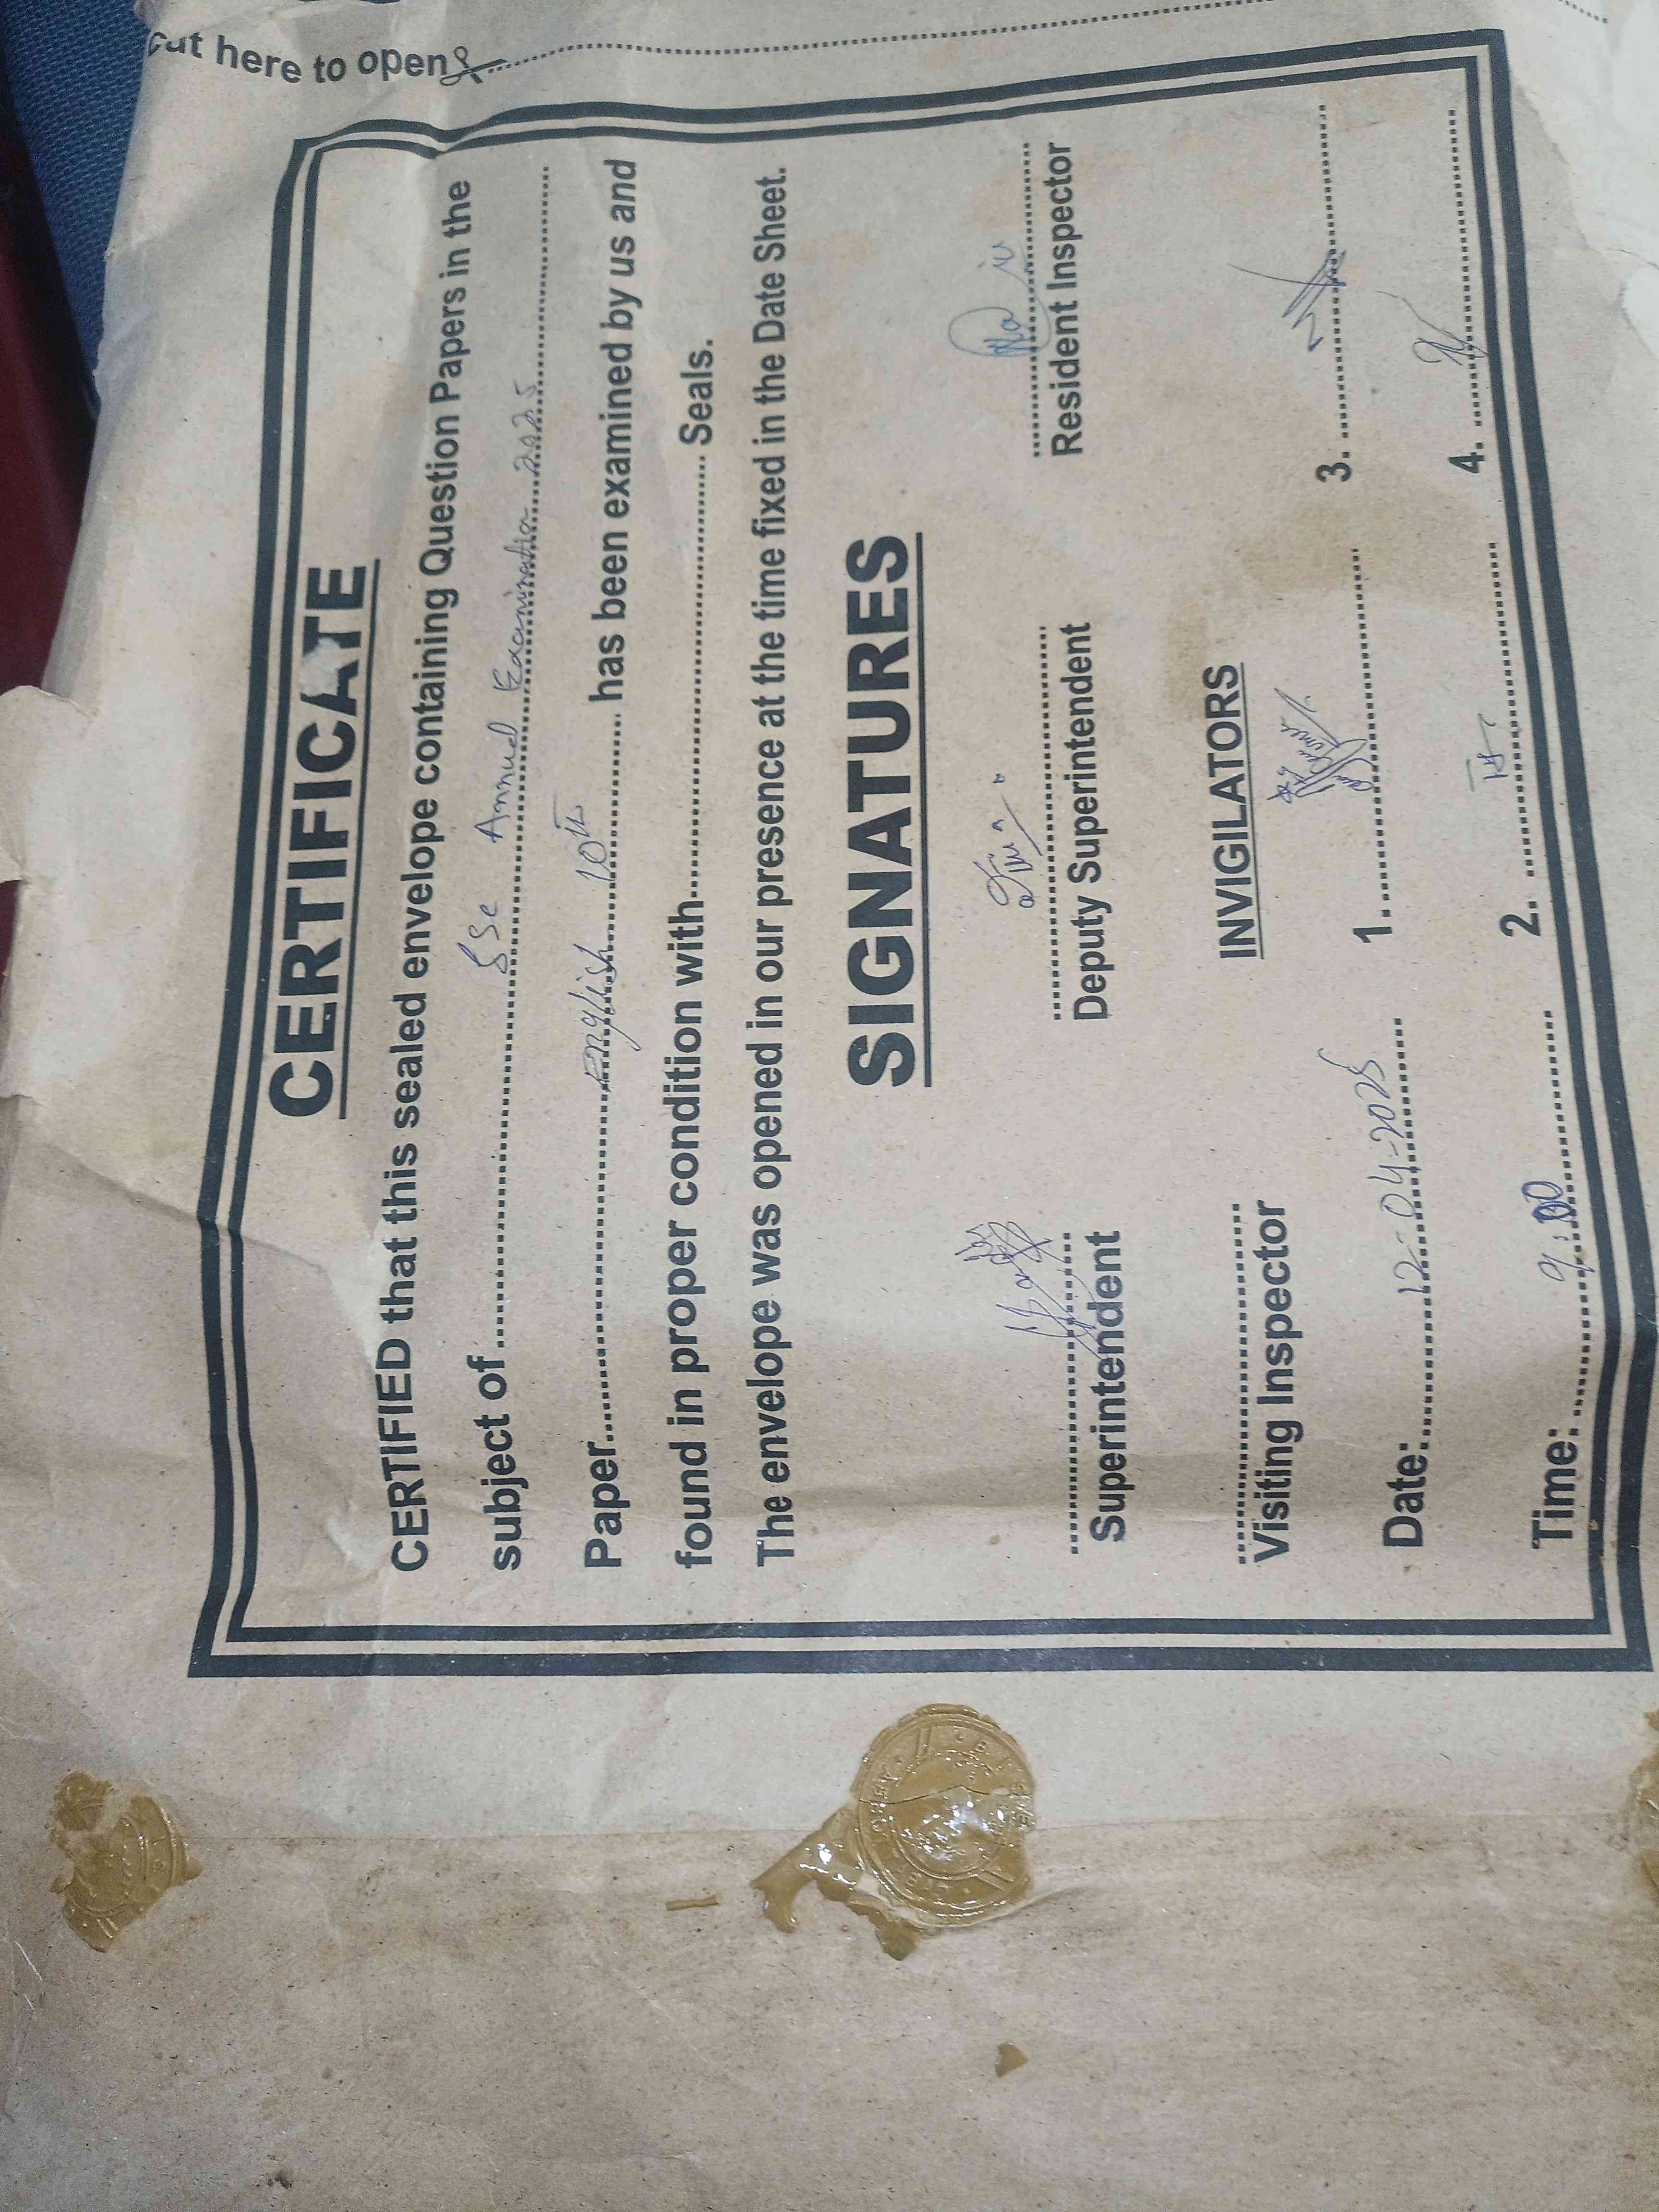 cut here to open
CERTIFICATE
CERTIFIED that this sealed envelope containing Question Papers in the
subject of SSC Annual Examination 2025
Paper English 10th has been examined by us and
found in proper condition with Seals.
The envelope was opened in our presence at the time fixed in the Date Sheet.
SIGNATURES
Superintendent Deputy Superintendent Resident Inspector
Visiting Inspector INVIGILATORS
Date: 12-04-2025 1. 3.
Time: 9:00 2. 4.